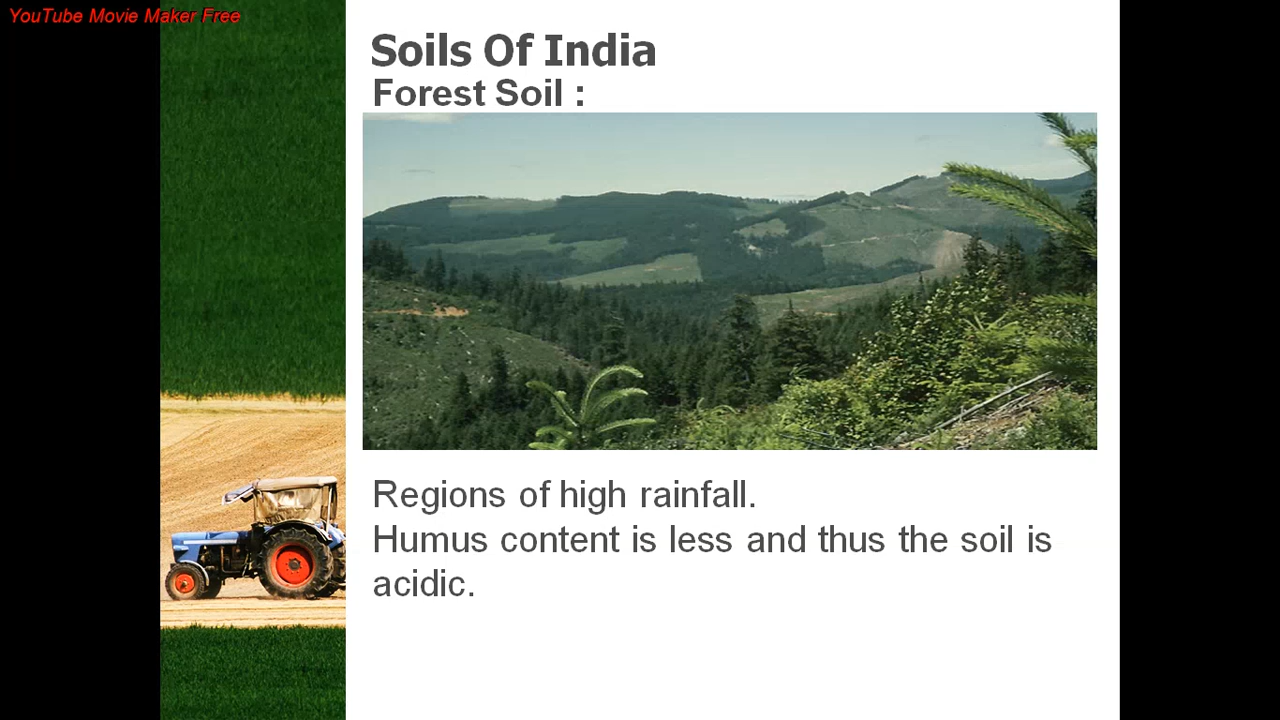 YouTube Movie Maker Free
Soils Of India
Forest Soil :
Regions of high rainfall.
Humus content is less and thus the soil is
acidic.